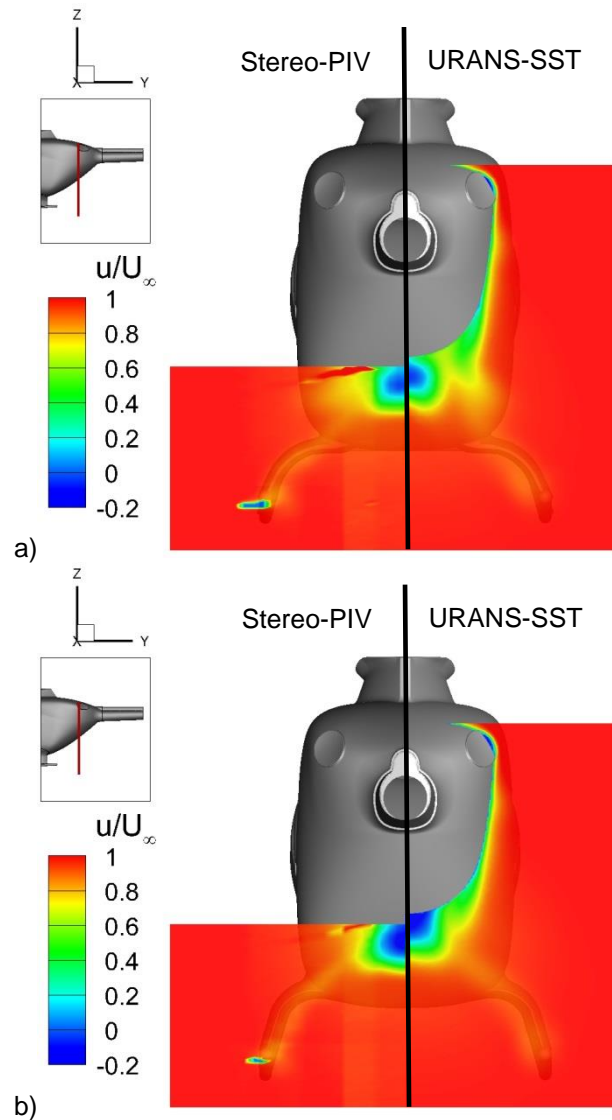 Z
X Y
Stereo-PIV URANS-SST
u/U∞
1
0.8
0.6
0.4
0.2
0
-0.2
a)
Z
X Y
Stereo-PIV URANS-SST
u/U∞
1
0.8
0.6
0.4
0.2
0
-0.2
b)